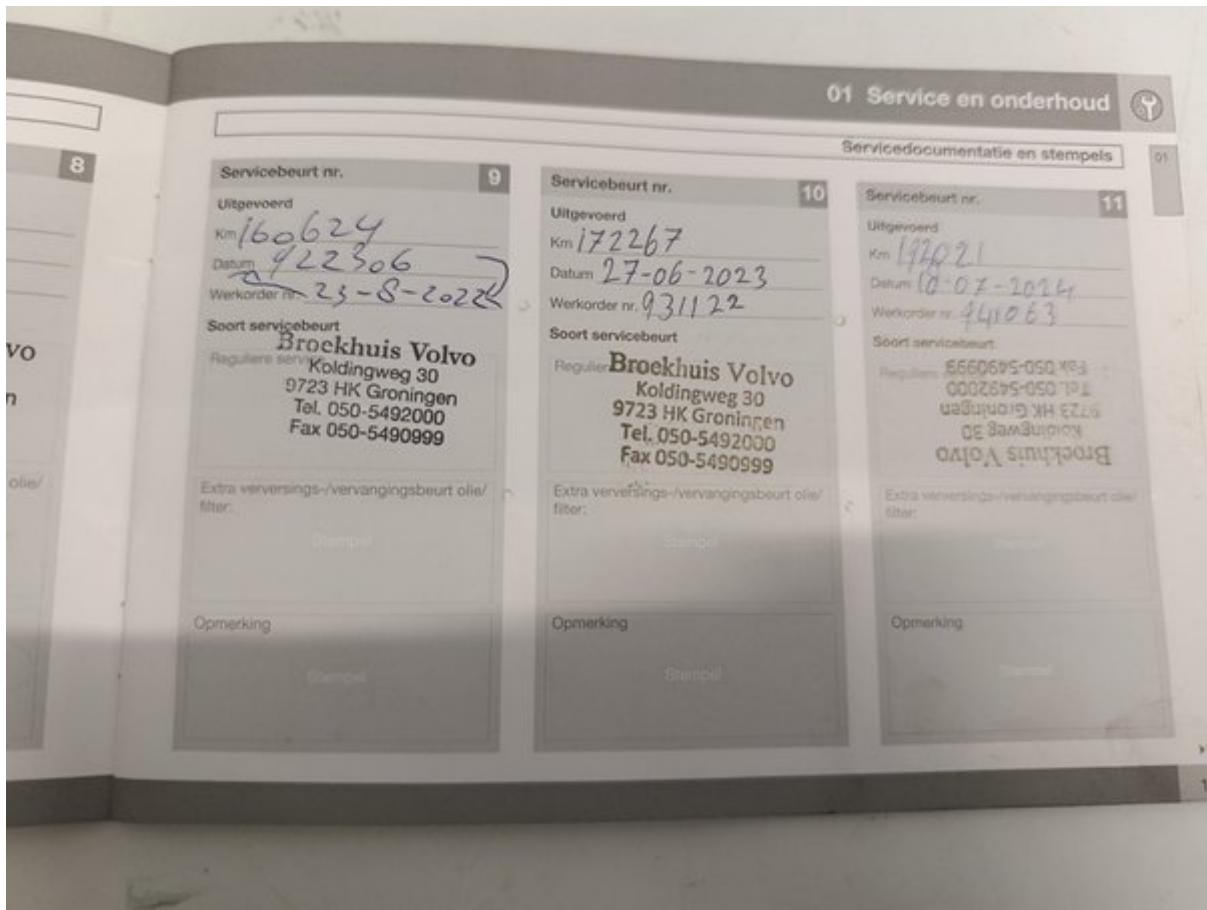 01 Service en onderhoud
Servicedocumentatie en stempels
01
8
vo
n
olie/
Servicebeurt nr. 9
Uitgevoerd
Km 160624
Datum 922306
Werkorder nr. 23-8-2022
Soort servicebeurt
Reguliere service
Broekhuis Volvo
Koldingweg 30
9723 HK Groningen
Tel. 050-5492000
Fax 050-5490999
Extra verversings-/vervangingsbeurt olie/
filter:
Stempel
Opmerking
Stempel
Servicebeurt nr. 10
Uitgevoerd
Km 172267
Datum 27-06-2023
Werkorder nr. 931122
Soort servicebeurt
Broekhuis Volvo
Koldingweg 30
9723 HK Groningen
Tel. 050-5492000
Fax 050-5490999
Extra verversings-/vervangingsbeurt olie/
filter:
Stempel
Opmerking
Stempel
Servicebeurt nr. 11
Uitgevoerd
Km
Datum 10-07-2024
Werkorder nr. 941063
Soort servicebeurt
Broekhuis Volvo
Koldingweg 30
9723 HK Groningen
Tel. 050-5492000
Fax 050-5490999
Extra verversings-/vervangingsbeurt olie/
filter:
Stempel
Opmerking
Stempel